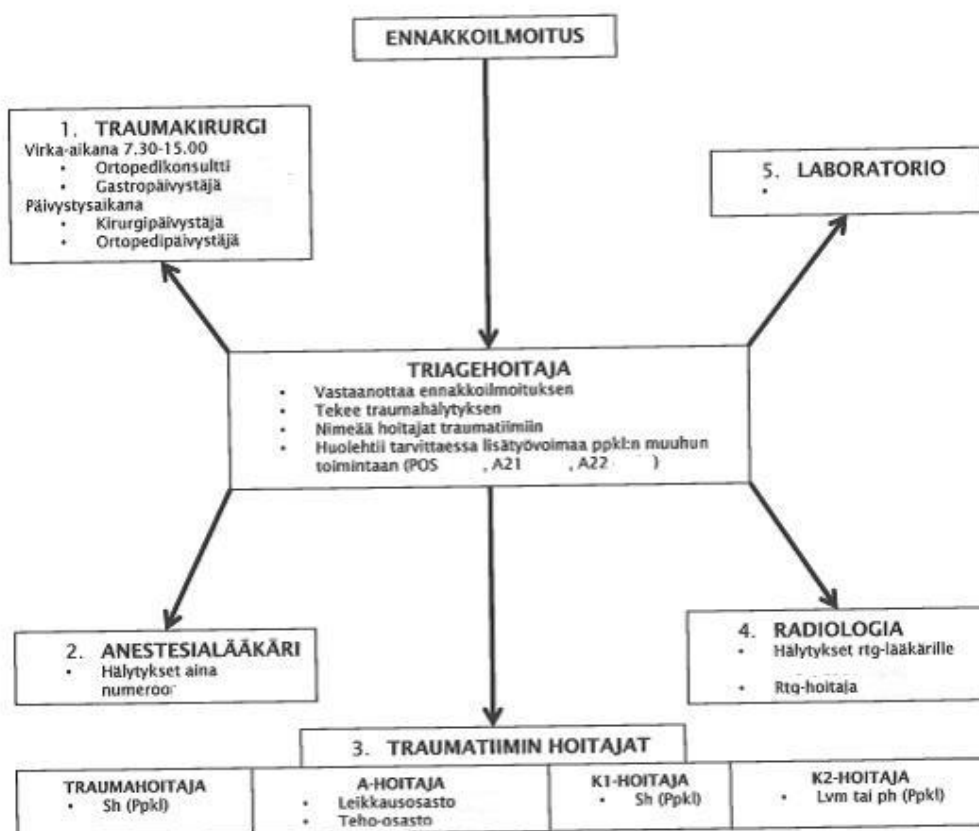 ENNAKKOILMOITUS
1. TRAUMAKIRURGI
Virka-aikana 7.30-15.00
• Ortopedikonsultti
• Gastropäivystäjä
Päivystysaikana
• Kirurgipäivystäjä
• Ortopedipäivystäjä
5. LABORATORIO
•
TRIAGEHOITAJA
• Vastaanottaa ennakkoilmoituksen
• Tekee traumahälytyksen
• Nimeää hoitajat traumatiimiin
• Huolehtii tarvittaessa lisätyövoimaa ppkl:n muuhun
toimintaan (POS , A21 , A22 )
2. ANESTESIALÄÄKÄRI
• Hälytykset aina
4. RADIOLOGIA
• Hälytykset rtg-lääkärille
• Rtg-hoitaja
3. TRAUMATIIMIN HOITAJAT
TRAUMAHOITAJA
• Sh (Ppkl)
A-HOITAJA
• Leikkausosasto
• Teho-osasto
K1-HOITAJA
• Sh (Ppkl)
K2-HOITAJA
• Lvm tai ph (Ppkl)